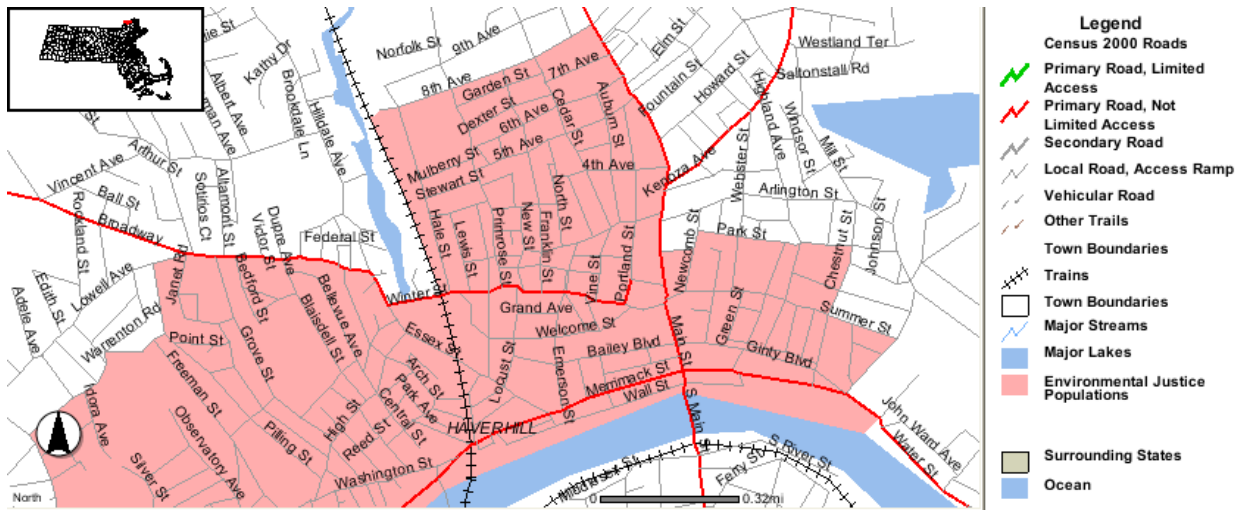 Norfolk St
9th Ave
Elm St
Westland Ter
Kathy Dr
8th Ave
Garden St
7th Ave
Fountain St
Howard St
Saltonstall Rd
Albert Ave
Brookdale Ln
Hilldale Ave
Dexter St
6th Ave
Cedar St
Auburn St
Highland Ave
Windsor St
Mill St
Arthur St
Mulberry St
5th Ave
4th Ave
Kenoza Ave
Webster St
Vincent Ave
Stewart St
North St
Arlington St
Ball St
Rockland St
Broadway
Sotirios Ct
Altamont St
Vidor St
Dupre Ave
Federal St
Hale St
Lewis St
Primrose St
New St
Franklin St
Vine St
Portland St
Newcomb St
Park St
Chestnut St
Johnson St
Edith St
Adele Ave
Lowell Ave
Warrenton Rd
Janet Rd
Bedford St
Blaisdell St
Bellevue Ave
Winter St
Grand Ave
Welcome St
Essex St
Bailey Blvd
Main St
Green St
Summer St
Ginty Blvd
Point St
Grove St
Freeman St
Arch St
Park Ave
Central St
Locust St
Emerson St
Merrimack St
Wall St
Idora Ave
Observatory Ave
Pilling St
High St
Reed St
HAVERHILL
S Main St
John Ward Ave
Water St
Silver St
Washington St
S River St
Ferry St
North
0
0.32mi
Legend
Census 2000 Roads
Primary Road, Limited
Access
Primary Road, Not
Limited Access
Secondary Road
Local Road, Access Ramp
Vehicular Road
Other Trails
Town Boundaries
Trains
Town Boundaries
Major Streams
Major Lakes
Environmental Justice
Populations
Surrounding States
Ocean